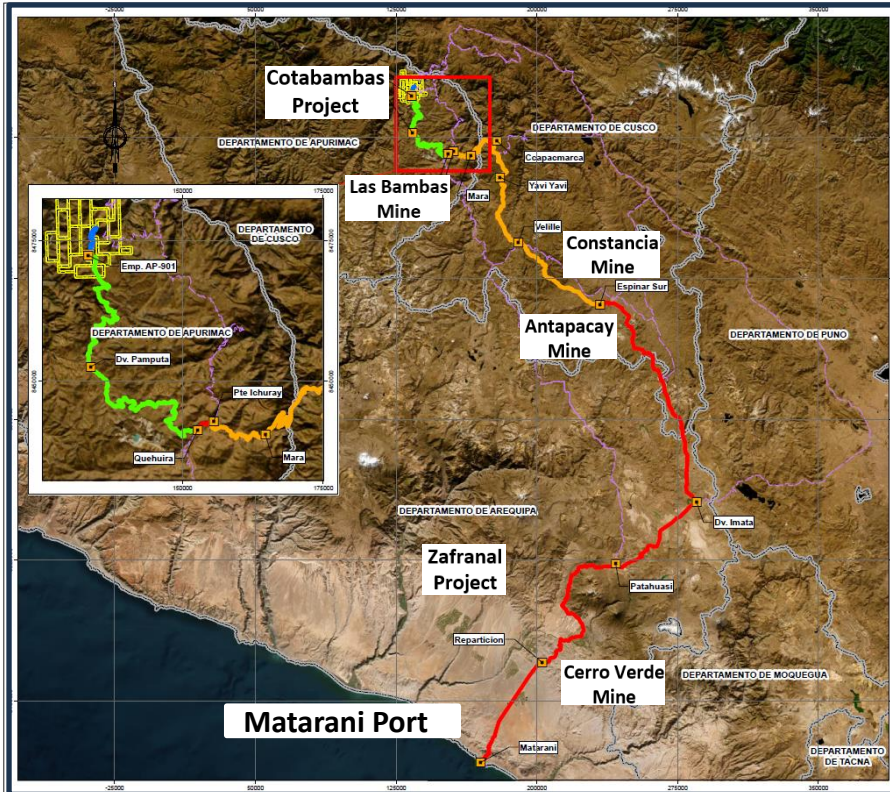 -25000
50000
125000
200000
275000
350000
Cotabambas
Project
DEPARTAMENTO DE APURIMAC
DEPARTAMENTO DE CUSCO
Ccapacmarca
Las Bambas
Mine
Mara
Yavi Yavi
Velille
Constancia
Mine
Espinar Sur
Antapacay
Mine
DEPARTAMENTO DE PUNO
150000
175000
8475000
DEPARTAMENTO
DE CUSCO
Emp. AP-901
DEPARTAMENTO DE APURIMAC
Dv. Pamputa
8450000
Pte Ichuray
Quehuira
Mara
150000
175000
DEPARTAMENTO DE AREQUIPA
Dv. Imata
Zafranal
Project
Patahuasi
Reparticion
Cerro Verde
Mine
DEPARTAMENTO DE MOQUEGUA
Matarani Port
Matarani
DEPARTAMENTO
DE TACNA
-25000
50000
125000
200000
275000
350000